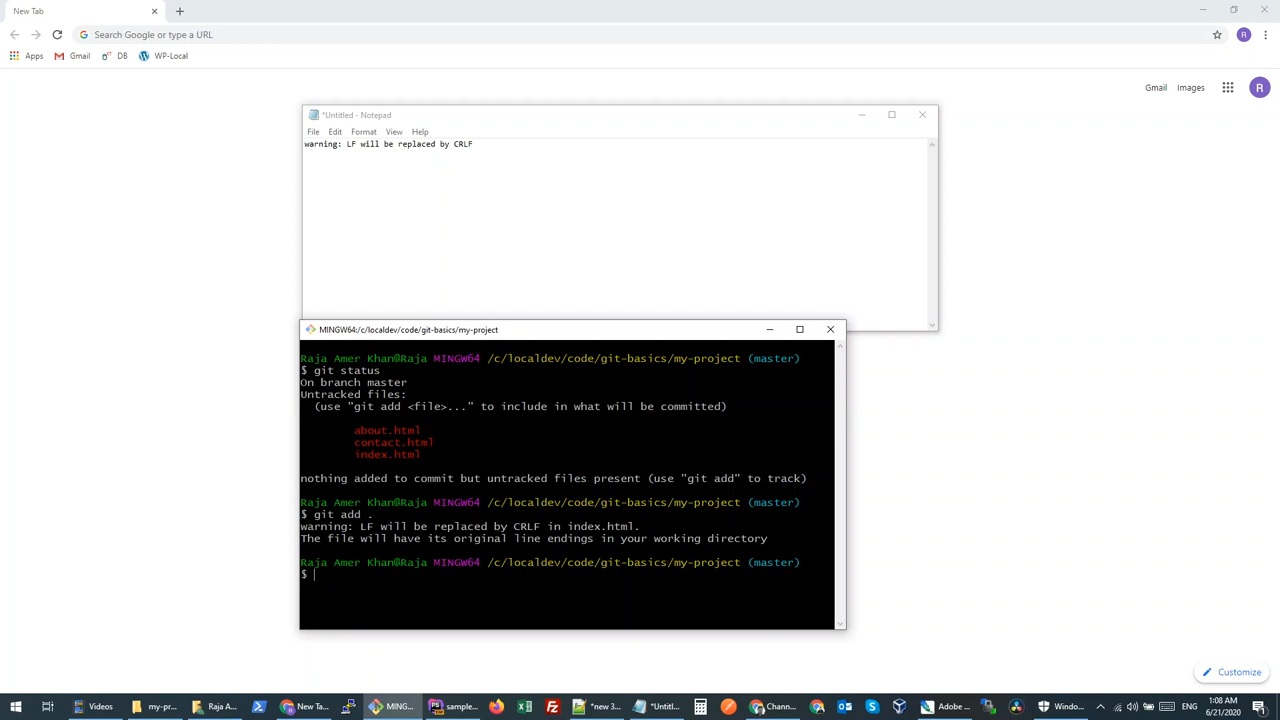 New Tab
Search Google or type a URL
Apps Gmail DB WP-Local
Gmail Images R
*Untitled - Notepad
File Edit Format View Help
warning: LF will be replaced by CRLF
MINGW64:/c/localdev/code/git-basics/my-project
Raja Amer Khan@Raja MINGW64 /c/localdev/code/git-basics/my-project (master)
$ git status
On branch master
Untracked files:
(use "git add <file>..." to include in what will be committed)
about.html
contact.html
index.html
nothing added to commit but untracked files present (use "git add" to track)
Raja Amer Khan@Raja MINGW64 /c/localdev/code/git-basics/my-project (master)
$ git add .
warning: LF will be replaced by CRLF in index.html.
The file will have its original line endings in your working directory
Raja Amer Khan@Raja MINGW64 /c/localdev/code/git-basics/my-project (master)
$
Customize
Videos my-pr... Raja A... New Ta... MING... sample... *new 3... *Untitl... Chann... Adobe ... Windo... 1:08 AM
6/21/2020